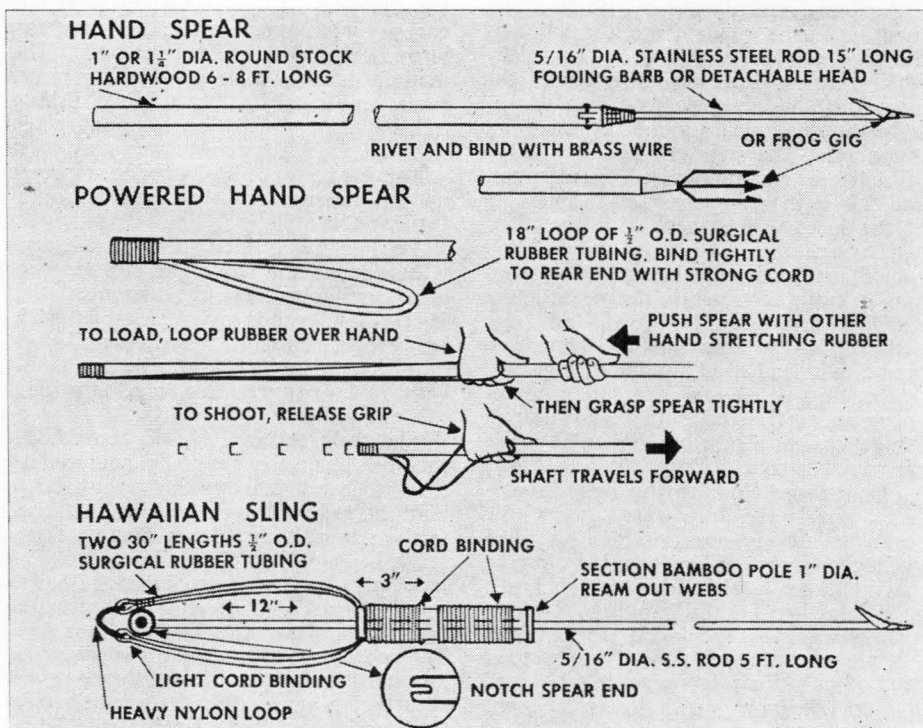 HAND SPEAR
1" OR 1¼" DIA. ROUND STOCK
HARDWOOD 6 - 8 FT. LONG
5/16" DIA. STAINLESS STEEL ROD 15" LONG
FOLDING BARB OR DETACHABLE HEAD
RIVET AND BIND WITH BRASS WIRE
OR FROG GIG
POWERED HAND SPEAR
18" LOOP OF ½" O.D. SURGICAL
RUBBER TUBING. BIND TIGHTLY
TO REAR END WITH STRONG CORD
TO LOAD, LOOP RUBBER OVER HAND
PUSH SPEAR WITH OTHER
HAND STRETCHING RUBBER
THEN GRASP SPEAR TIGHTLY
TO SHOOT, RELEASE GRIP
SHAFT TRAVELS FORWARD
HAWAIIAN SLING
TWO 30" LENGTHS ½" O.D.
SURGICAL RUBBER TUBING
CORD BINDING
3"
12"
SECTION BAMBOO POLE 1" DIA.
REAM OUT WEBS
5/16" DIA. S.S. ROD 5 FT. LONG
LIGHT CORD BINDING
NOTCH SPEAR END
HEAVY NYLON LOOP